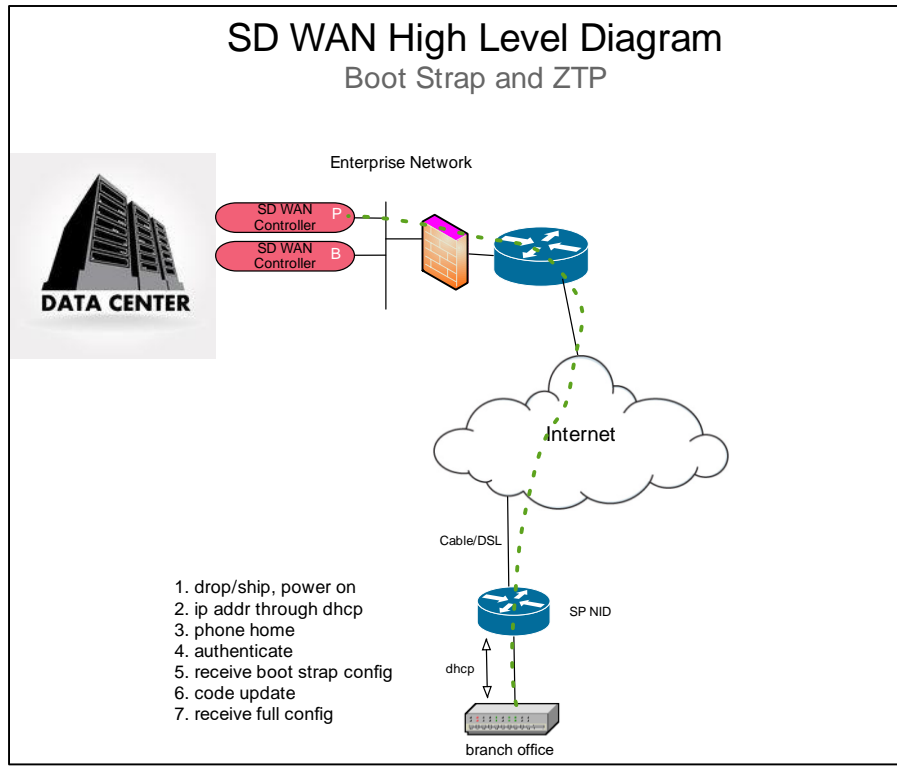 SD WAN High Level Diagram
Boot Strap and ZTP
Enterprise Network
SD WAN
Controller
P
SD WAN
Controller
B
DATA CENTER
Internet
Cable/DSL
SP NID
dhcp
branch office
1. drop/ship, power on
2. ip addr through dhcp
3. phone home
4. authenticate
5. receive boot strap config
6. code update
7. receive full config